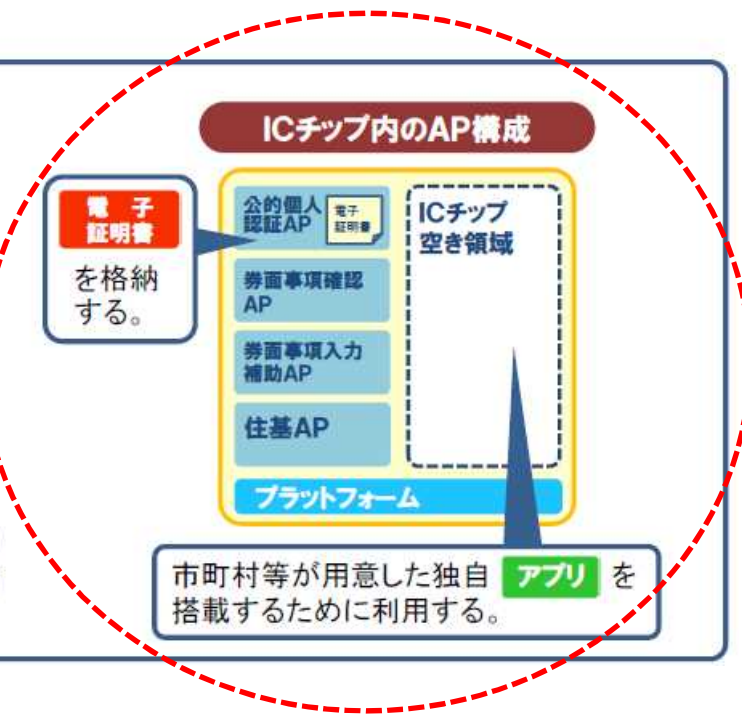 ICチップ内のAP構成
電子
証明書
を格納
する。
公的個人
認証AP
電子
証明書
券面事項確認
AP
券面事項入力
補助AP
住基AP
ICチップ
空き領域
プラットフォーム
市町村等が用意した独自 アプリ を
搭載するために利用する。